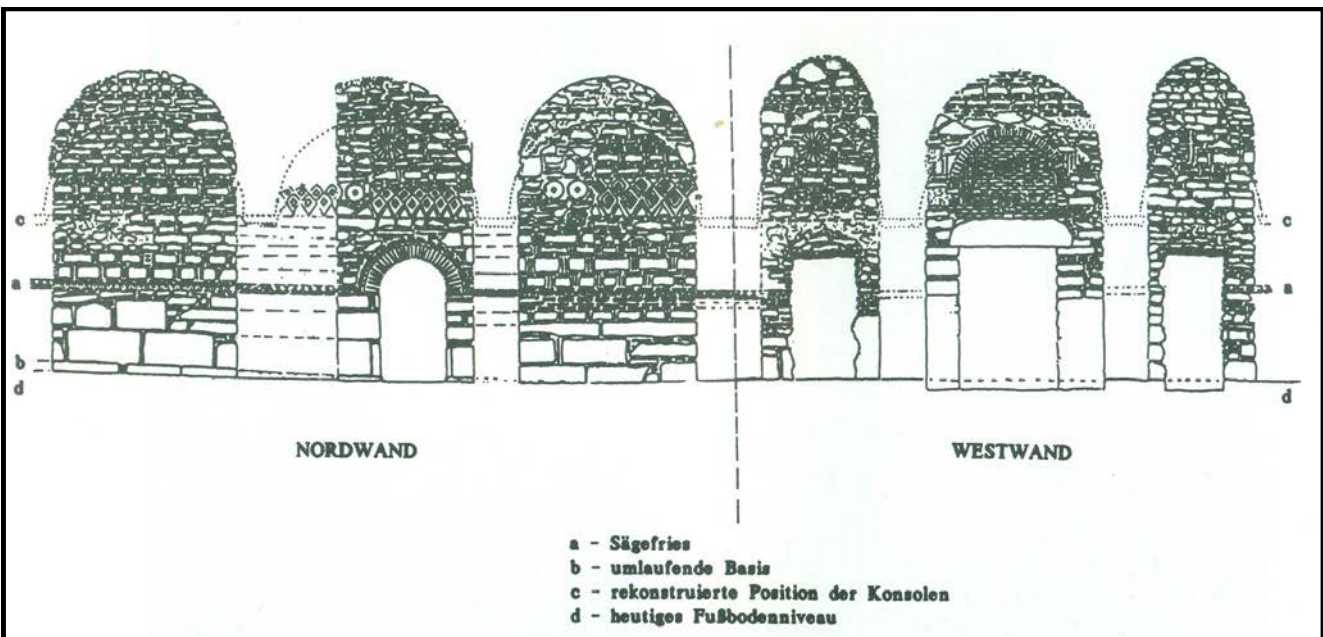 c
c
a
a
b
d
d
NORDWAND
WESTWAND
a - Sägefries
b - umlaufende Basis
c - rekonstruierte Position der Konsolen
d - heutiges Fußbodenniveau